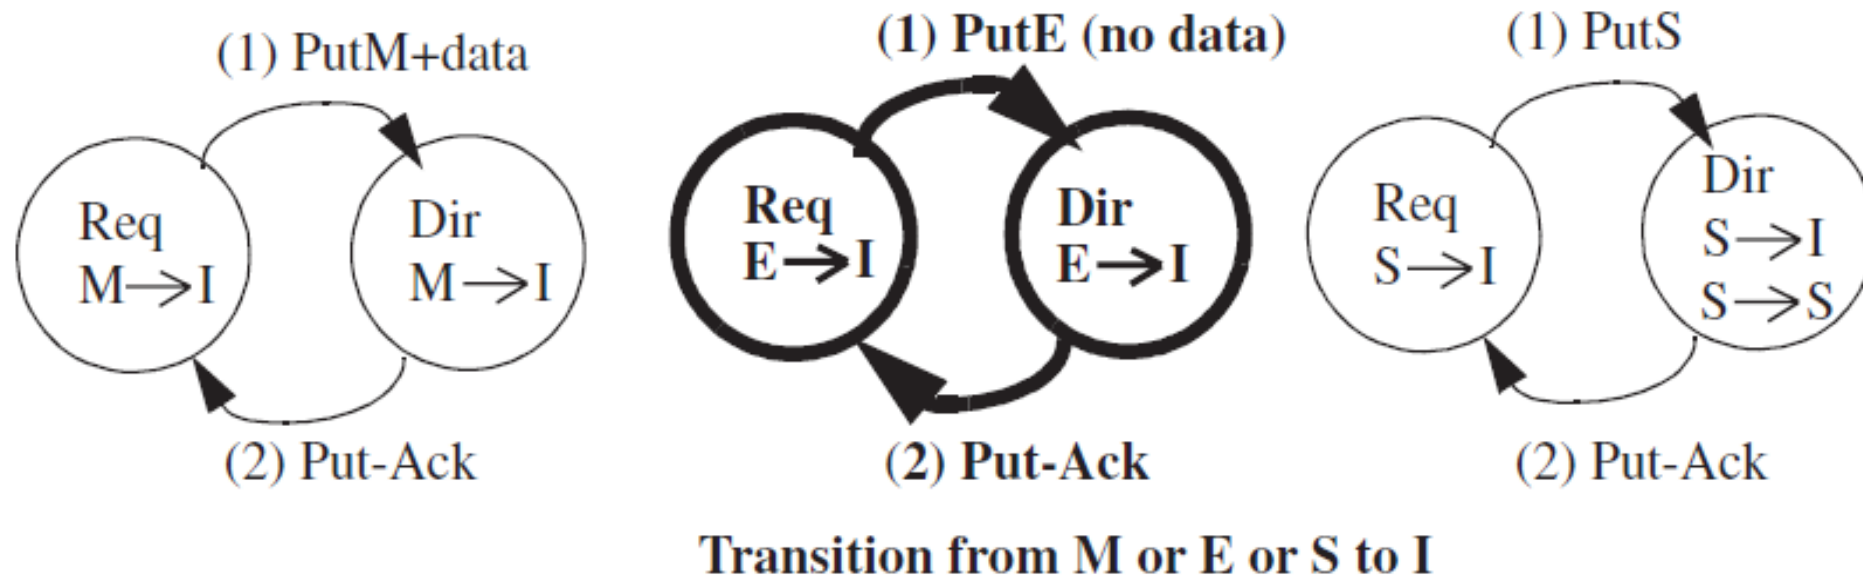 (1) PutM+data
Req
M→I
Dir
M→I
(2) Put-Ack
(1) PutE (no data)
Req
E→I
Dir
E→I
(2) Put-Ack
(1) PutS
Req
S→I
Dir
S→I
S→S
(2) Put-Ack
Transition from M or E or S to I